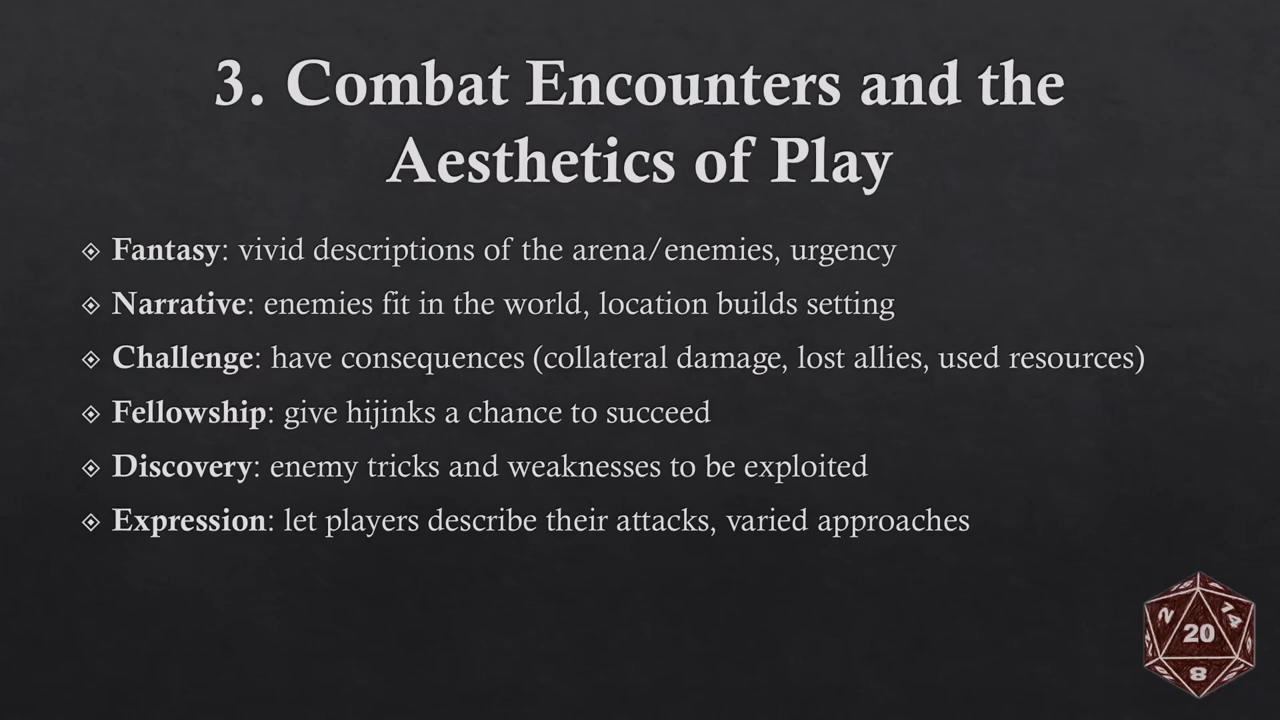 3. Combat Encounters and the
Aesthetics of Play
Fantasy: vivid descriptions of the arena/enemies, urgency
Narrative: enemies fit in the world, location builds setting
Challenge: have consequences (collateral damage, lost allies, used resources)
Fellowship: give hijinks a chance to succeed
Discovery: enemy tricks and weaknesses to be exploited
Expression: let players describe their attacks, varied approaches
2
14
20
8